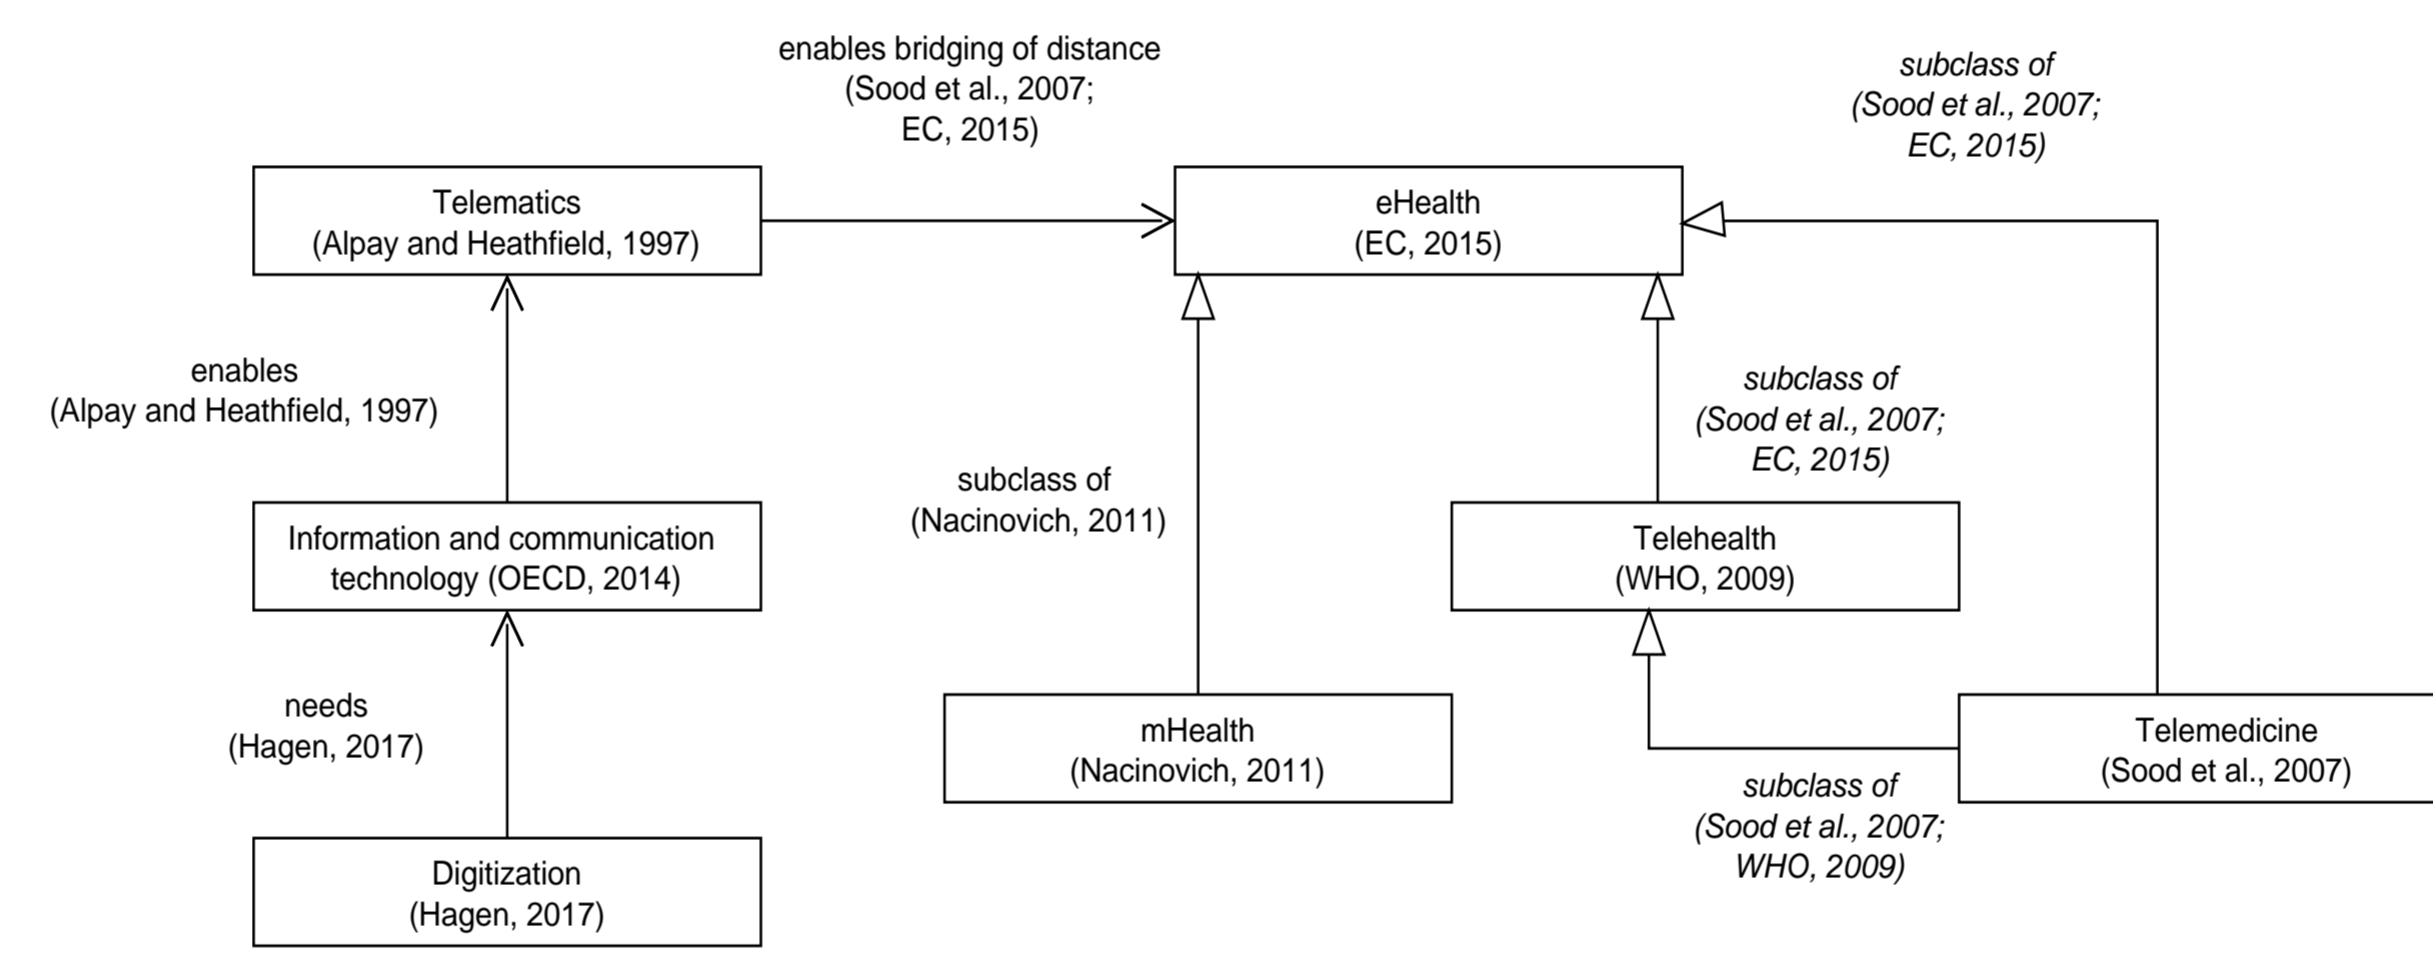 enables bridging of distance
(Sood et al., 2007;
EC, 2015)
subclass of
(Sood et al., 2007;
EC, 2015)
Telematics
(Alpay and Heathfield, 1997)
eHealth
(EC, 2015)
enables
(Alpay and Heathfield, 1997)
subclass of
(Sood et al., 2007;
EC, 2015)
subclass of
(Nacinovich, 2011)
Information and communication
technology (OECD, 2014)
Telehealth
(WHO, 2009)
needs
(Hagen, 2017)
mHealth
(Nacinovich, 2011)
Telemedicine
(Sood et al., 2007)
subclass of
(Sood et al., 2007;
WHO, 2009)
Digitization
(Hagen, 2017)